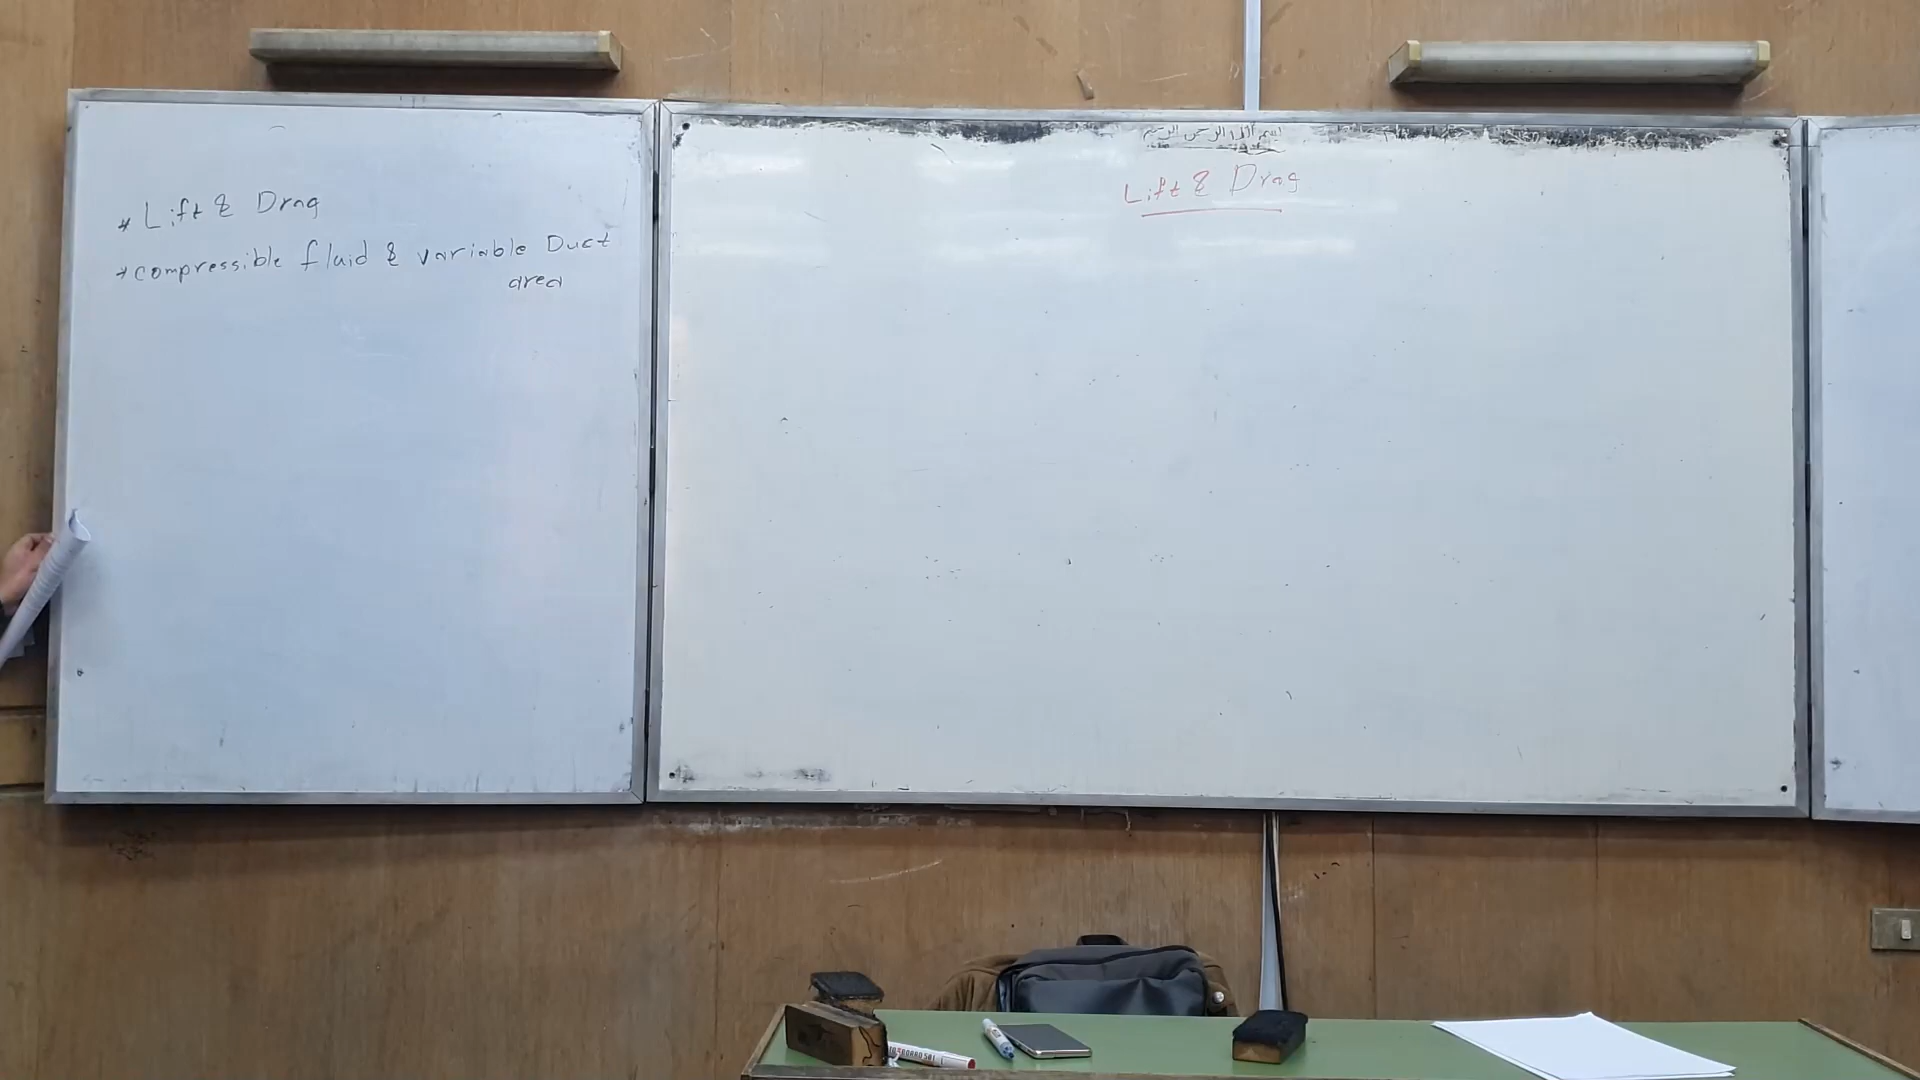 * Lift & Drag
* compressible fluid & variable Duct
area
بسم الله الرحمن الرحيم
Lift & Drag